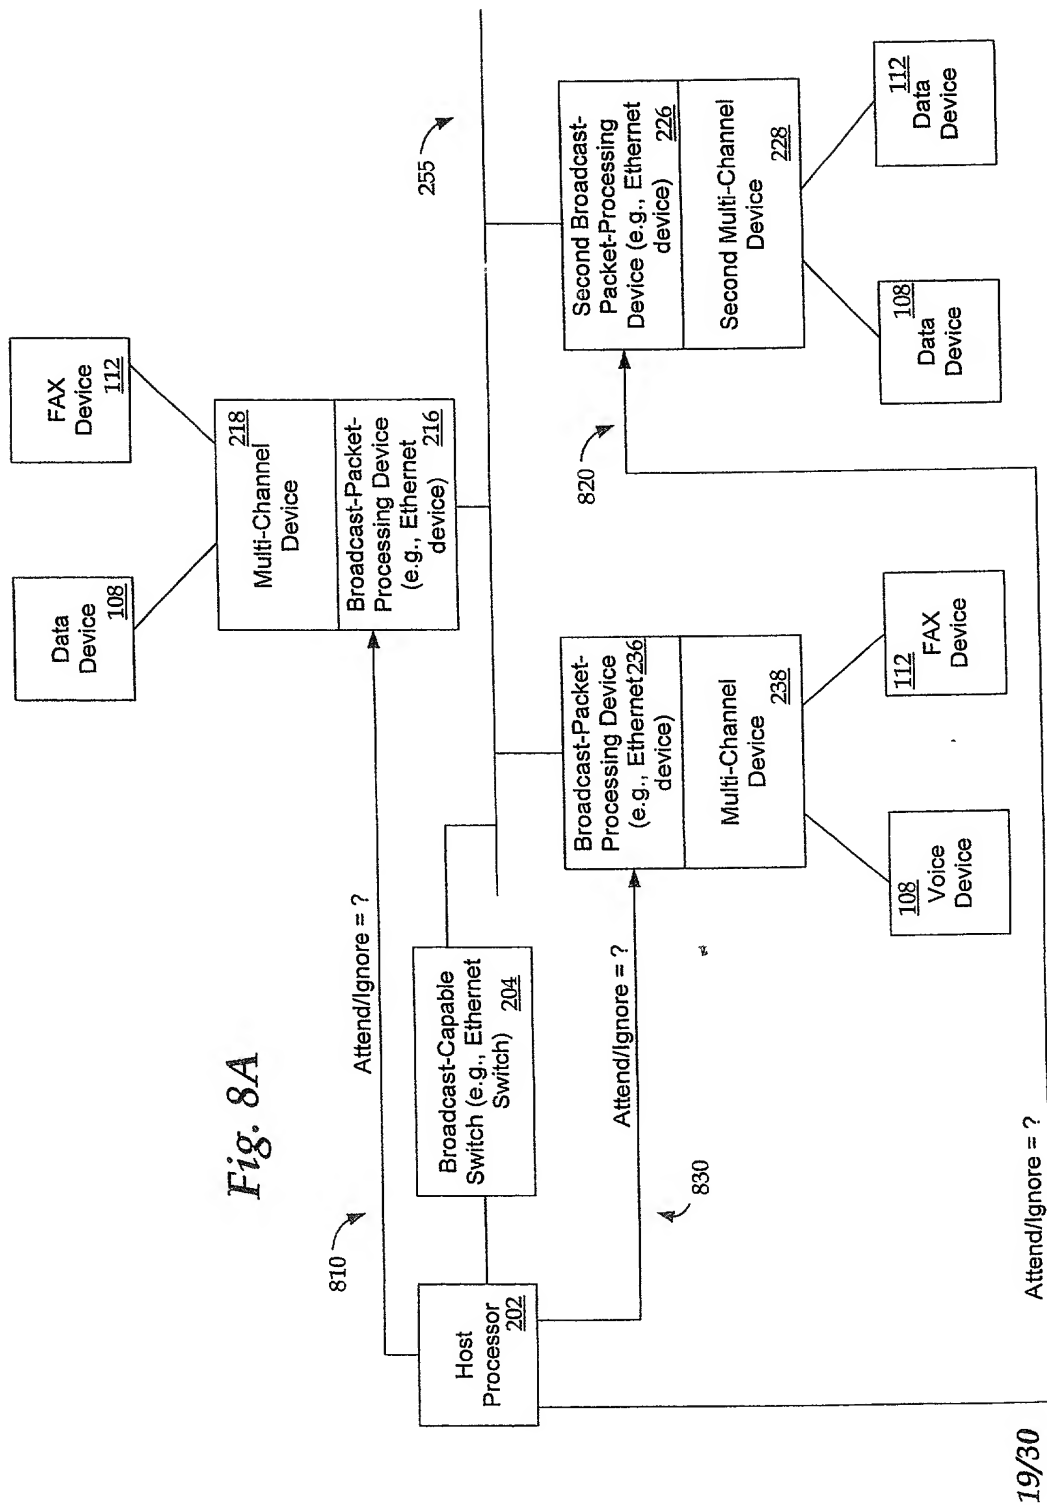 Fig. 8A
Data
Device
108
FAX
Device
112
Multi-Channel
Device
218
Broadcast-Packet-
Processing Device
(e.g., Ethernet
device)
216
255
810
Attend/Ignore = ?
Host
Processor
202
Broadcast-Capable
Switch (e.g., Ethernet
Switch)
204
Attend/Ignore = ?
830
Broadcast-Packet-
Processing Device
(e.g., Ethernet
device)
236
Multi-Channel
Device
238
108
Voice
Device
112
FAX
Device
820
Second Broadcast-
Packet-Processing
Device (e.g., Ethernet
device)
226
Second Multi-Channel
Device
228
108
Data
Device
112
Data
Device
Attend/Ignore = ?
19/30